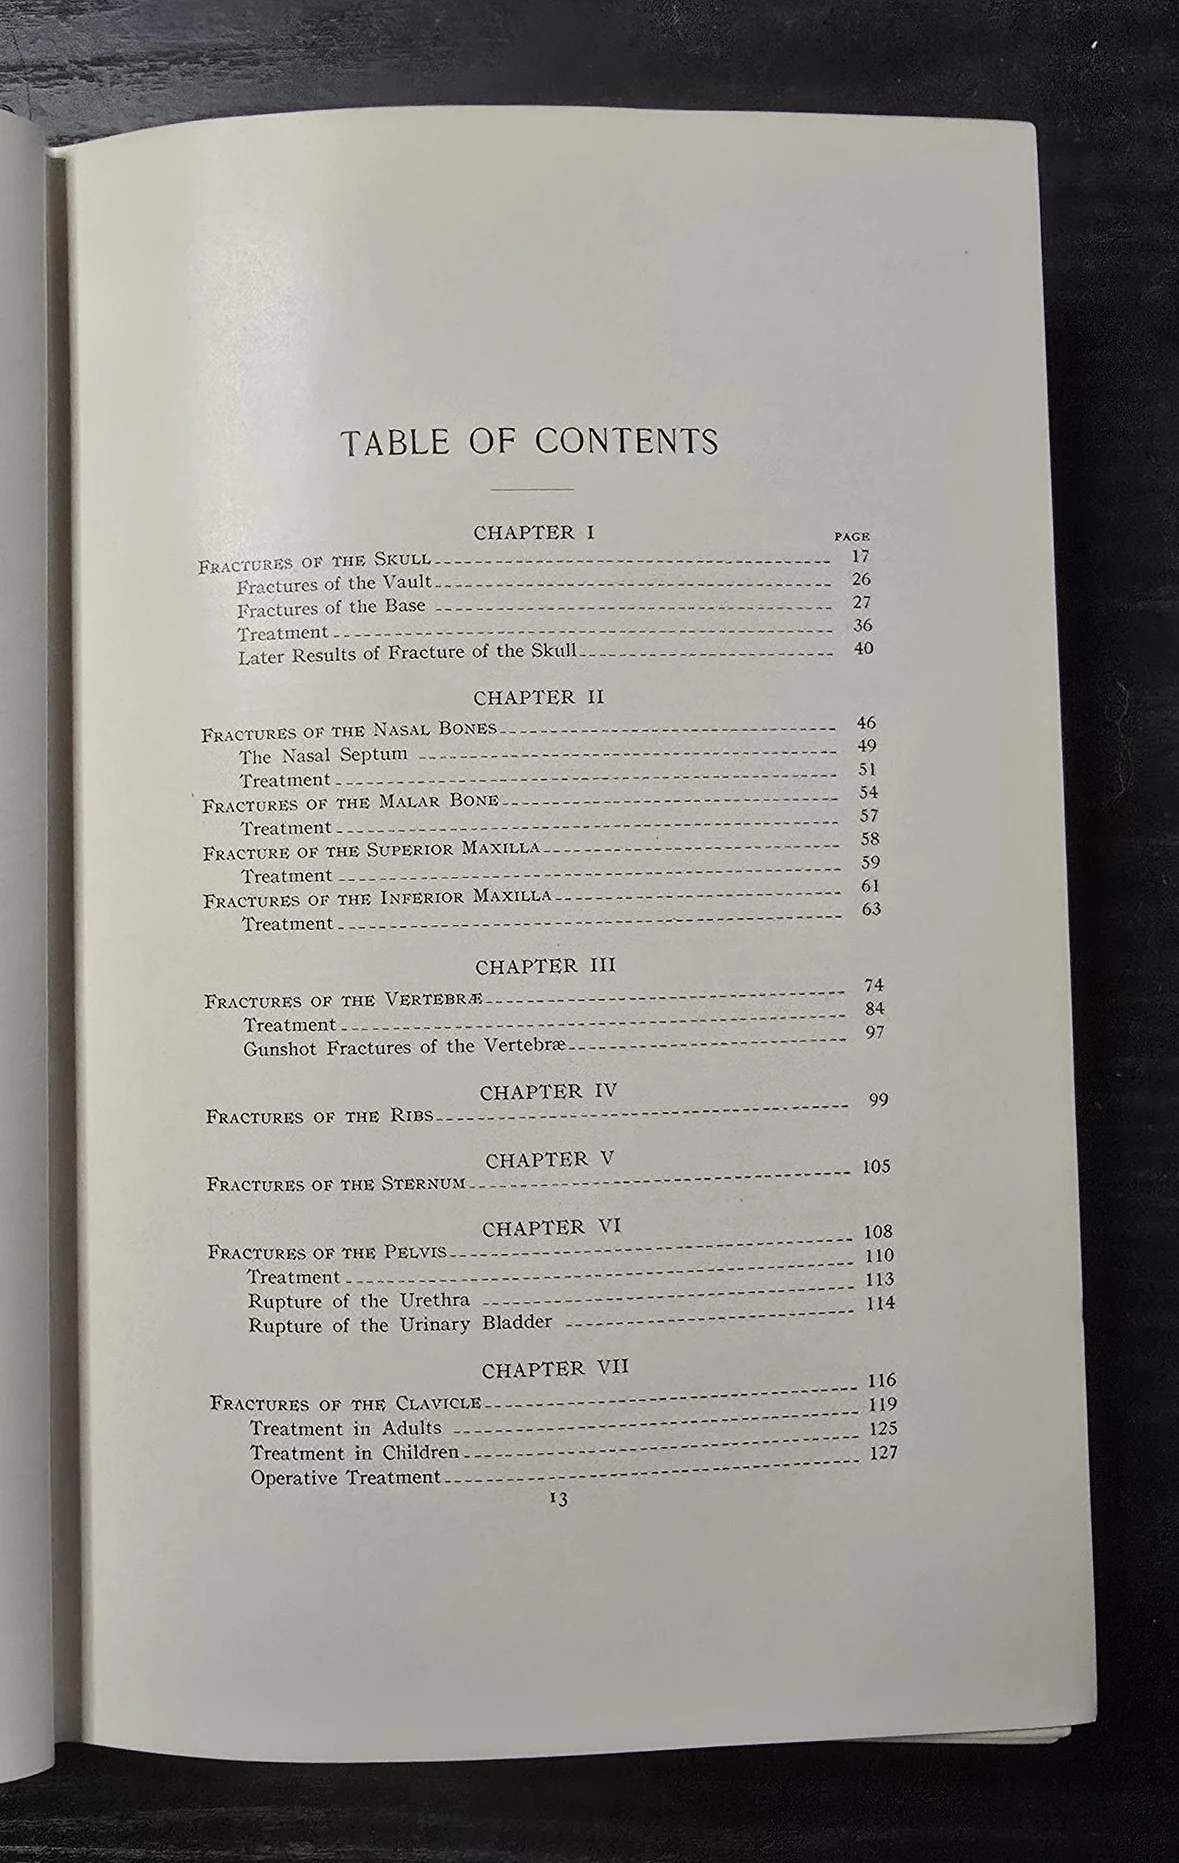 TABLE OF CONTENTS
CHAPTER I
PAGE
FRACTURES OF THE SKULL 17
Fractures of the Vault 26
Fractures of the Base 27
Treatment 36
Later Results of Fracture of the Skull 40
CHAPTER II
FRACTURES OF THE NASAL BONES 46
The Nasal Septum 49
Treatment 51
FRACTURES OF THE MALAR BONE 54
Treatment 57
FRACTURE OF THE SUPERIOR MAXILLA 58
Treatment 59
FRACTURES OF THE INFERIOR MAXILLA 61
Treatment 63
CHAPTER III
FRACTURES OF THE VERTEBRÆ 74
Treatment 84
Gunshot Fractures of the Vertebræ 97
CHAPTER IV
FRACTURES OF THE RIBS 99
CHAPTER V
FRACTURES OF THE STERNUM 105
CHAPTER VI
FRACTURES OF THE PELVIS 108
Treatment 110
Rupture of the Urethra 113
Rupture of the Urinary Bladder 114
CHAPTER VII
FRACTURES OF THE CLAVICLE 116
Treatment in Adults 119
Treatment in Children 125
Operative Treatment 127
13